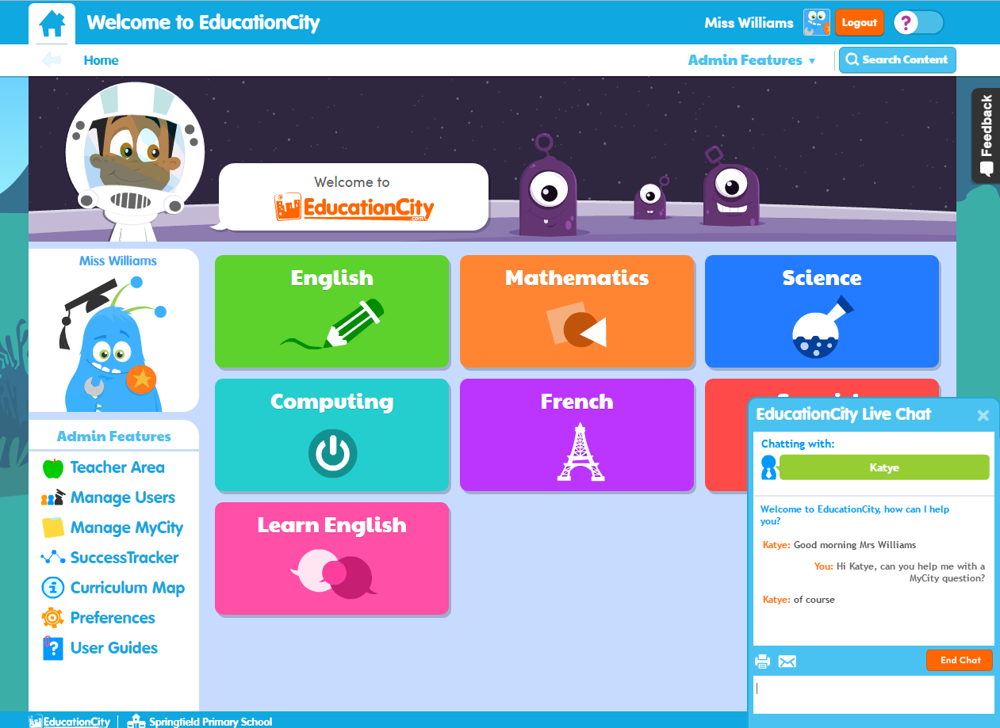 Welcome to EducationCity
Miss Williams
Logout
?
Home
Admin Features
Search Content
Feedback
Welcome to
EducationCity
.com
Miss Williams
English
Mathematics
Science
Computing
French
Learn English
Admin Features
Teacher Area
Manage Users
Manage MyCity
SuccessTracker
Curriculum Map
Preferences
User Guides
EducationCity Live Chat
Chatting with:
Katye
Welcome to EducationCity, how can I help
you?
Katye: Good morning Mrs Williams
You: Hi Katye, can you help me with a
MyCity question?
Katye: of course
End Chat
EducationCity
Springfield Primary School